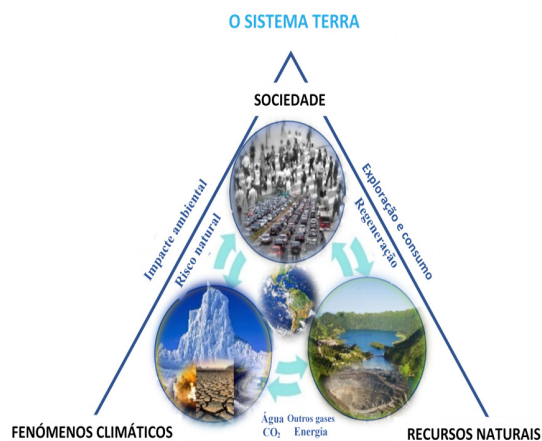 O SISTEMA TERRA
SOCIEDADE
Impacte ambiental
Risco natural
Exploração e consumo
Regeneração
Água Outros gases
CO₂ Energia
FENÓMENOS CLIMÁTICOS
RECURSOS NATURAIS